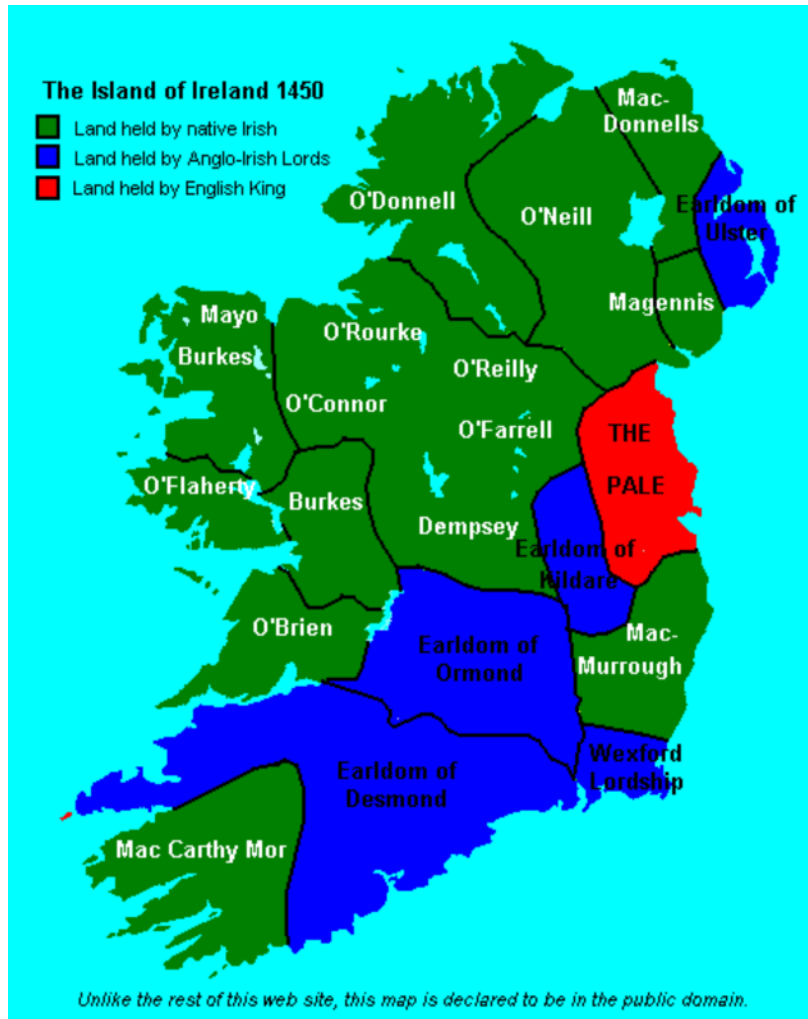 The Island of Ireland 1450
Land held by native Irish
Land held by Anglo-Irish Lords
Land held by English King
Mac-
Donnells
O'Donnell
O'Neill
Earldom of
Ulster
Magennis
Mayo
Burkes
O'Rourke
O'Reilly
O'Connor
O'Farrell
THE
PALE
O'Flaherty
Burkes
Dempsey
Earldom of
Kildare
O'Brien
Earldom of
Ormond
Mac-
Murrough
Wexford
Lordship
Earldom of
Desmond
Mac Carthy Mor
Unlike the rest of this web site, this map is declared to be in the public domain.